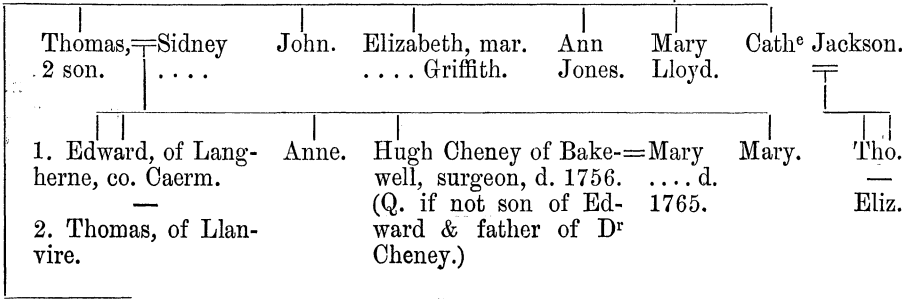 Thomas,=Sidney John. Elizabeth, mar. Ann Mary Cathᵉ Jackson.
2 son. .... .... Griffith. Jones. Lloyd.
1. Edward, of Lang- Anne. Hugh Cheney of Bake-=Mary Mary. Tho.
herne, co. Caerm. well, surgeon, d. 1756. ....d. —
— (Q. if not son of Ed- 1765. Eliz.
2. Thomas, of Llan- ward & father of Dʳ
vire. Cheney.)